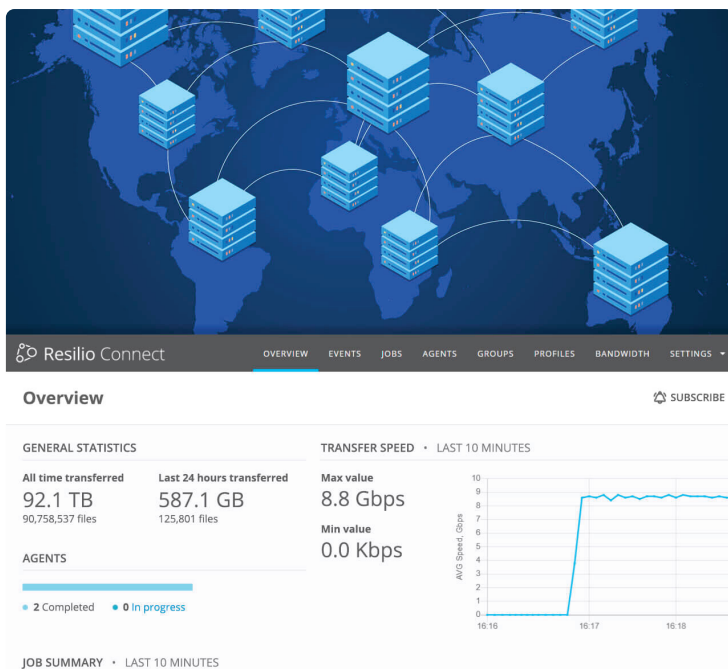 Resilio Connect
OVERVIEW EVENTS JOBS AGENTS GROUPS PROFILES BANDWIDTH SETTINGS
Overview
SUBSCRIBE
GENERAL STATISTICS
All time transferred
92.1 TB
90,758,537 files
Last 24 hours transferred
587.1 GB
125,801 files
AGENTS
2 Completed 0 In progress
TRANSFER SPEED • LAST 10 MINUTES
Max value
8.8 Gbps
Min value
0.0 Kbps
AVG Speed, Gbps
10
9
8
7
6
5
4
3
2
1
0
16:16 16:17 16:18
JOB SUMMARY • LAST 10 MINUTES